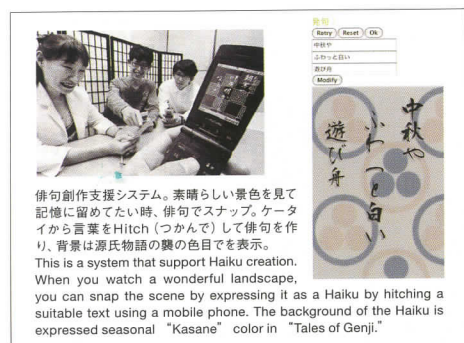 発句
Retry Reset Ok
中秋や
ふわっと白い
遊び舟
Modify
中秋や
ふわっと白い
遊び舟
俳句創作支援システム。素晴らしい景色を見て
記憶に留めてたい時、俳句でスナップ。ケータ
イから言葉をHitch（つかんで）して俳句を作
り、背景は源氏物語の襲の色目でを表示。
This is a system that support Haiku creation.
When you watch a wonderful landscape,
you can snap the scene by expressing it as a Haiku by hitching a
suitable text using a mobile phone. The background of the Haiku is
expressed seasonal “Kasane” color in “Tales of Genji.”